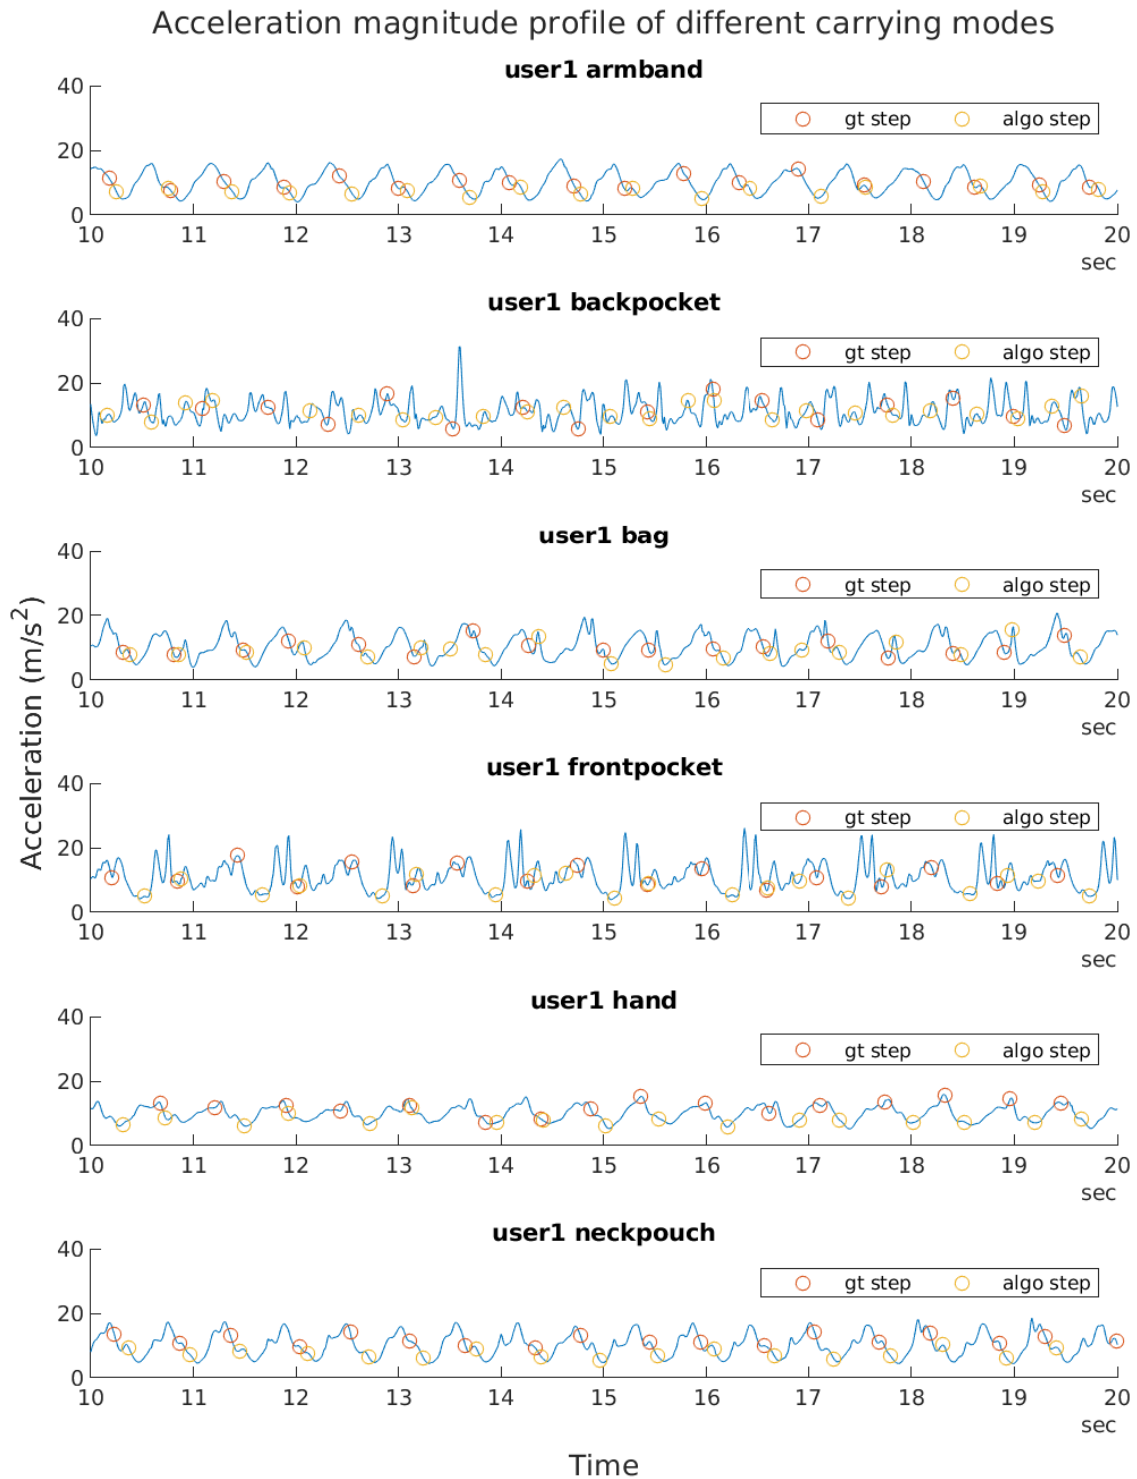 Acceleration magnitude profile of different carrying modes
user1 armband
40
20
0
gt step algo step
10 11 12 13 14 15 16 17 18 19 20
sec
user1 backpocket
40
20
0
gt step algo step
10 11 12 13 14 15 16 17 18 19 20
sec
user1 bag
40
20
0
gt step algo step
10 11 12 13 14 15 16 17 18 19 20
sec
Acceleration (m/s²)
user1 frontpocket
40
20
0
gt step algo step
10 11 12 13 14 15 16 17 18 19 20
sec
user1 hand
40
20
0
gt step algo step
10 11 12 13 14 15 16 17 18 19 20
sec
user1 neckpouch
40
20
0
gt step algo step
10 11 12 13 14 15 16 17 18 19 20
sec
Time